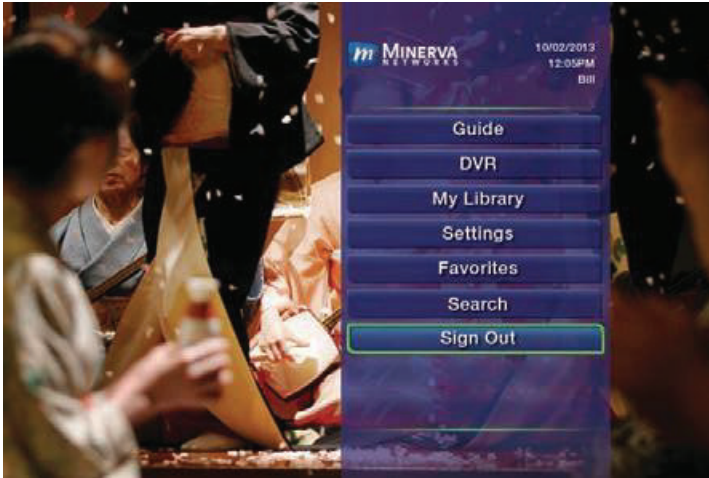 m MINERVA
NETWORKS
10/02/2013
12:05PM
Bill
Guide
DVR
My Library
Settings
Favorites
Search
Sign Out